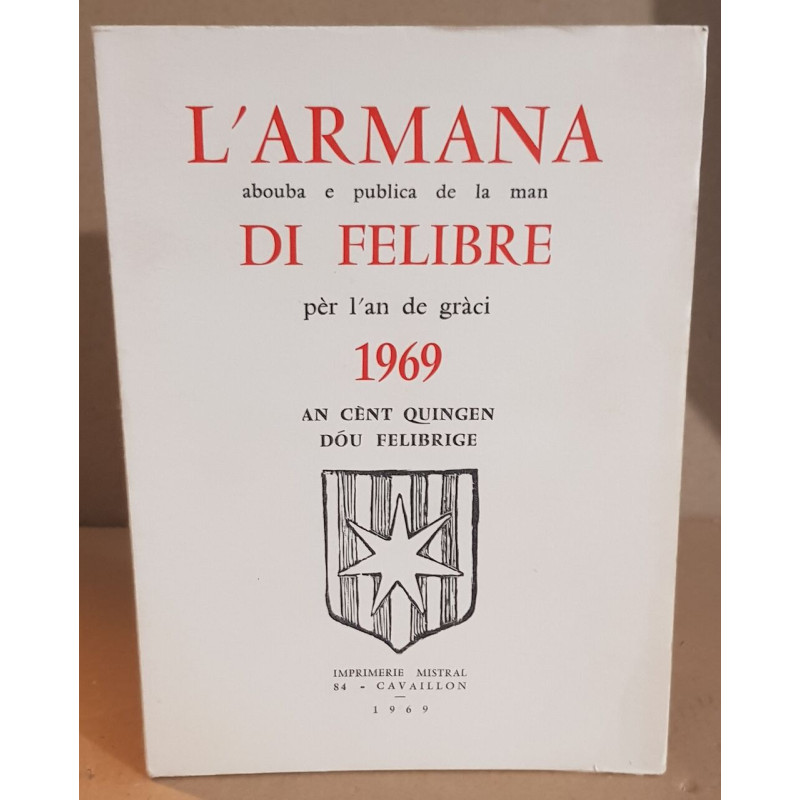 L'ARMANA
abouba e publica de la man
DI FELIBRE
pèr l'an de gràci
1969
AN CÈNT QUINGEN
DÓU FELIBRIGE
IMPRIMERIE MISTRAL
84 - CAVAILLON
1969